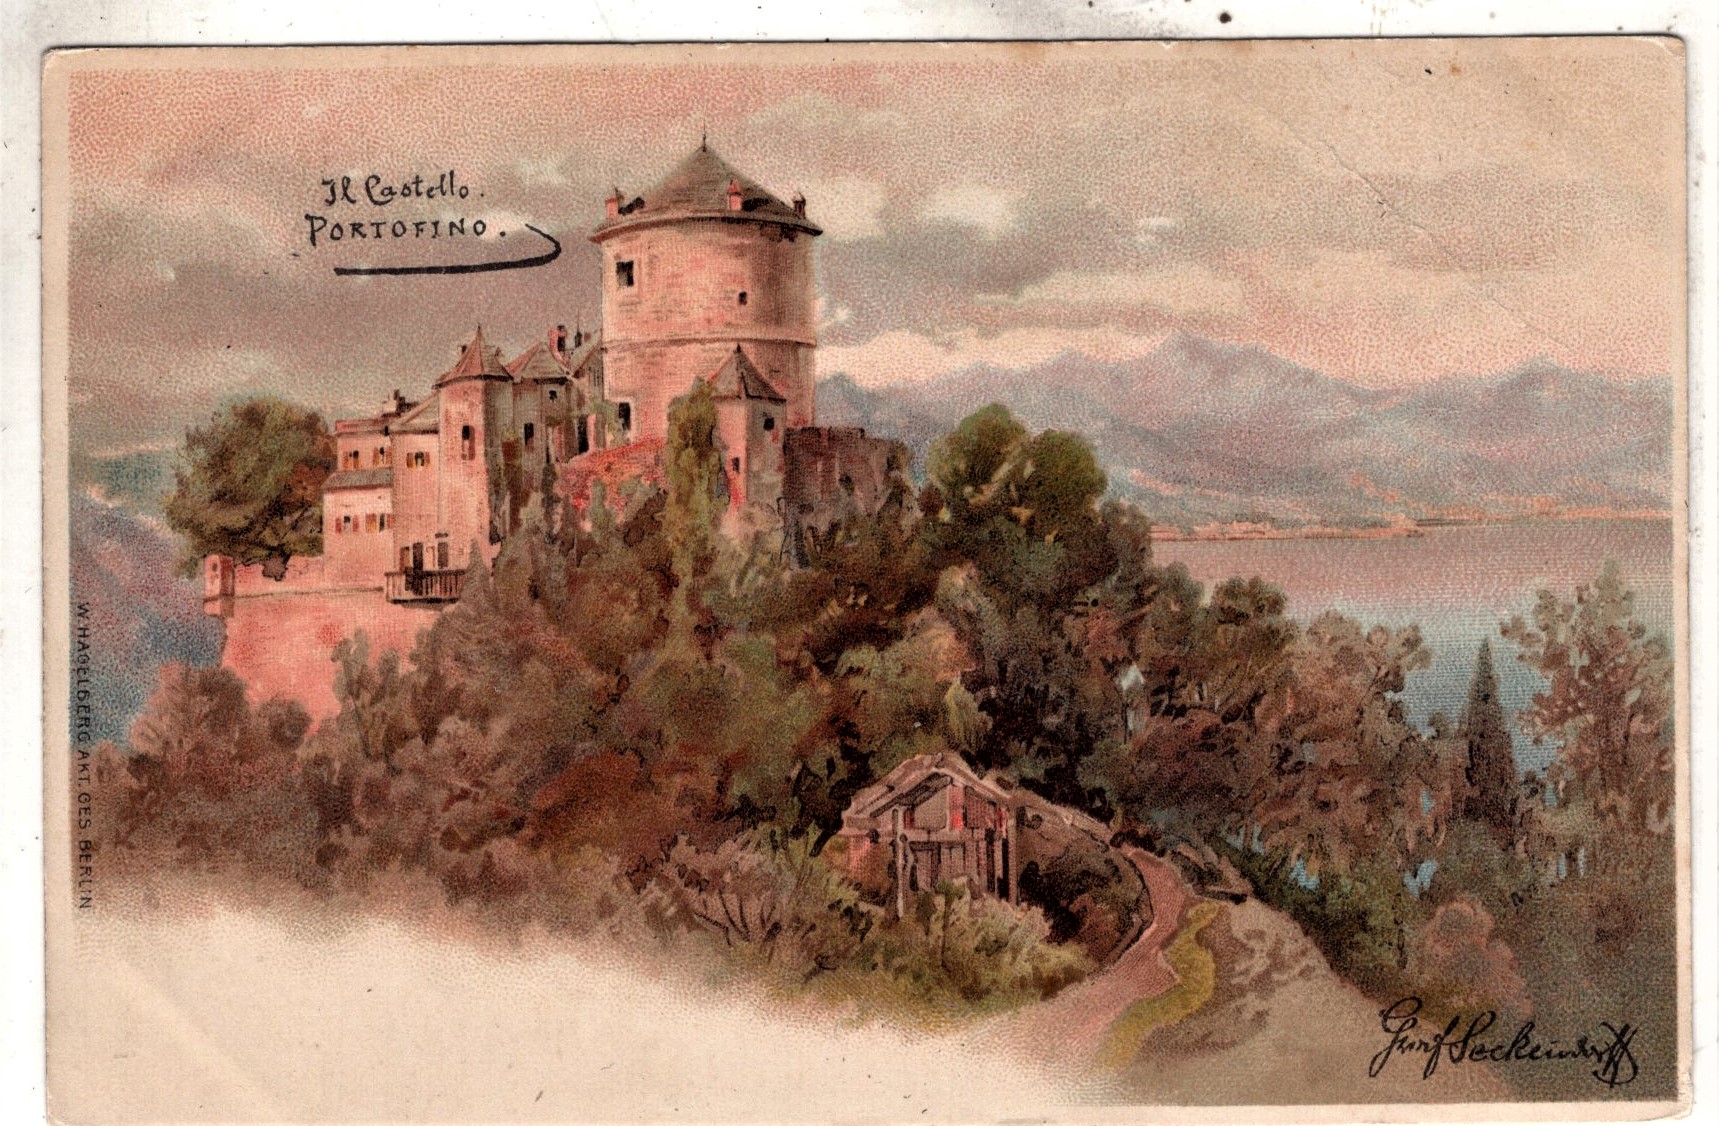 Il Castello.
PORTOFINO.
W. HAGELBERG AKT. GES. BERLIN
Graf Seckendorff